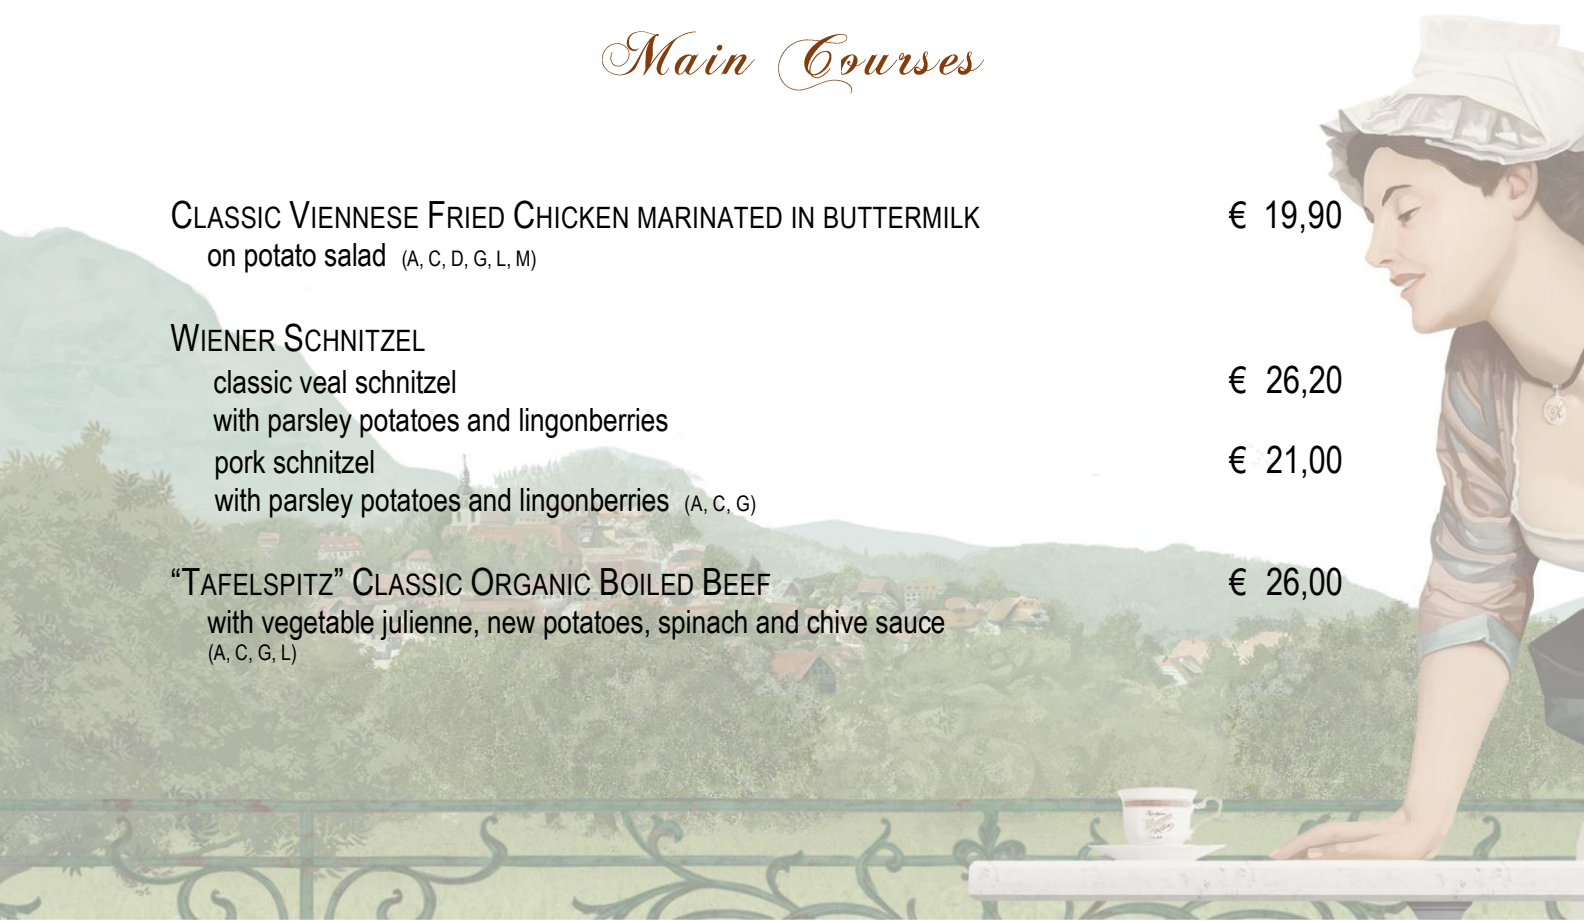 Main Courses
CLASSIC VIENNESE FRIED CHICKEN MARINATED IN BUTTERMILK € 19,90
on potato salad (A, C, D, G, L, M)
WIENER SCHNITZEL
classic veal schnitzel € 26,20
with parsley potatoes and lingonberries
pork schnitzel € 21,00
with parsley potatoes and lingonberries (A, C, G)
“TAFELSPITZ” CLASSIC ORGANIC BOILED BEEF € 26,00
with vegetable julienne, new potatoes, spinach and chive sauce
(A, C, G, L)